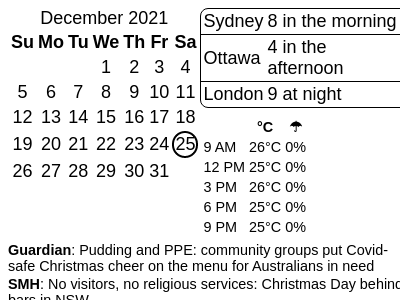 December 2021
Su Mo Tu We Th Fr Sa
1 2 3 4
5 6 7 8 9 10 11
12 13 14 15 16 17 18
19 20 21 22 23 24 25
26 27 28 29 30 31
Sydney 8 in the morning
Ottawa 4 in the
afternoon
London 9 at night
°C ☂
9 AM 26°C 0%
12 PM 25°C 0%
3 PM 26°C 0%
6 PM 25°C 0%
9 PM 25°C 0%
Guardian: Pudding and PPE: community groups put Covid-
safe Christmas cheer on the menu for Australians in need
SMH: No visitors, no religious services: Christmas Day behind
bars in NSW